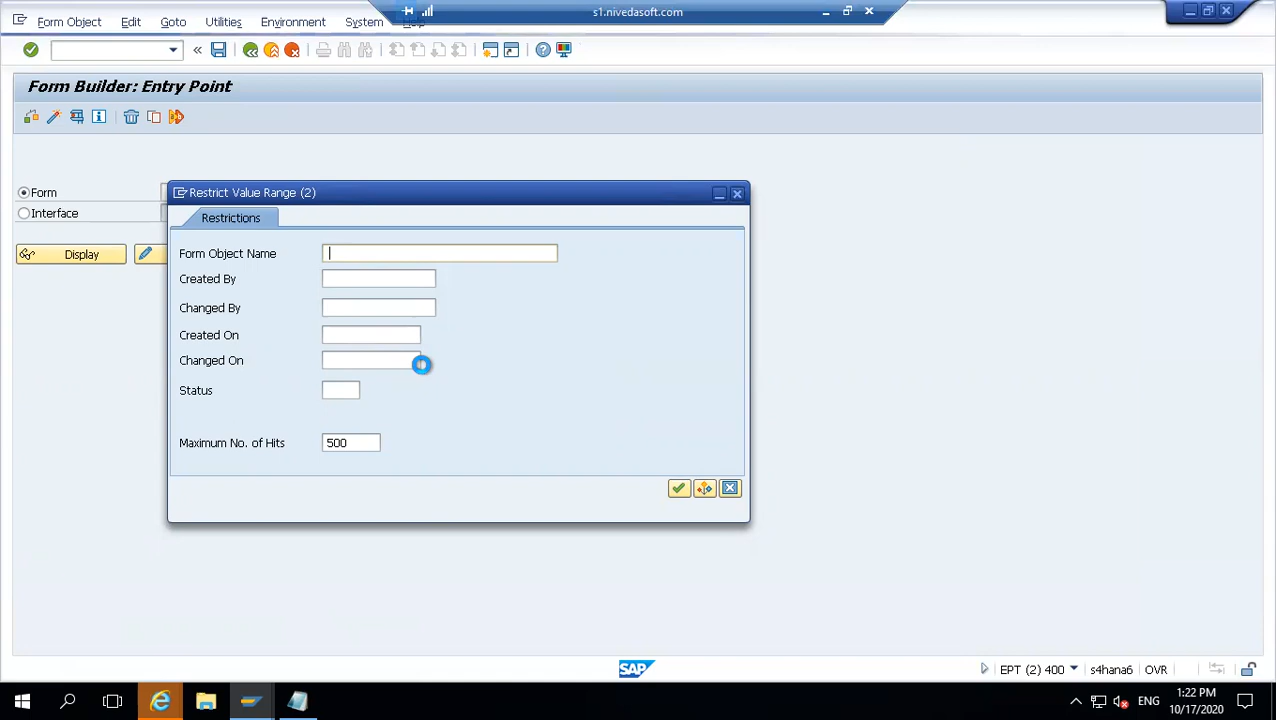 s1.nivedasoft.com
Form Object Edit Goto Utilities Environment System Help
Form Builder: Entry Point
Form
Interface
Display
Restrict Value Range (2)
Restrictions
Form Object Name
Created By
Changed By
Created On
Changed On
Status
Maximum No. of Hits 500
SAP
EPT (2) 400 s4hana6 OVR
ENG
1:22 PM
10/17/2020